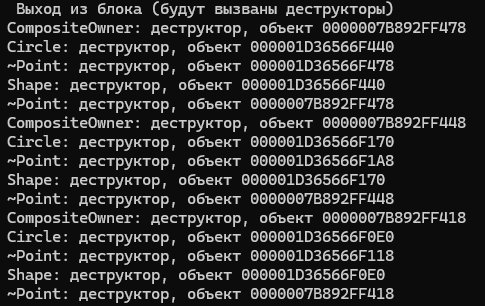 Выход из блока (будут вызваны деструкторы)
CompositeOwner: деструктор, объект 0000007B892FF478
Circle: деструктор, объект 000001D36566F440
~Point: деструктор, объект 000001D36566F478
Shape: деструктор, объект 000001D36566F440
~Point: деструктор, объект 0000007B892FF478
CompositeOwner: деструктор, объект 0000007B892FF448
Circle: деструктор, объект 000001D36566F170
~Point: деструктор, объект 000001D36566F1A8
Shape: деструктор, объект 000001D36566F170
~Point: деструктор, объект 0000007B892FF448
CompositeOwner: деструктор, объект 0000007B892FF418
Circle: деструктор, объект 000001D36566F0E0
~Point: деструктор, объект 000001D36566F118
Shape: деструктор, объект 000001D36566F0E0
~Point: деструктор, объект 0000007B892FF418